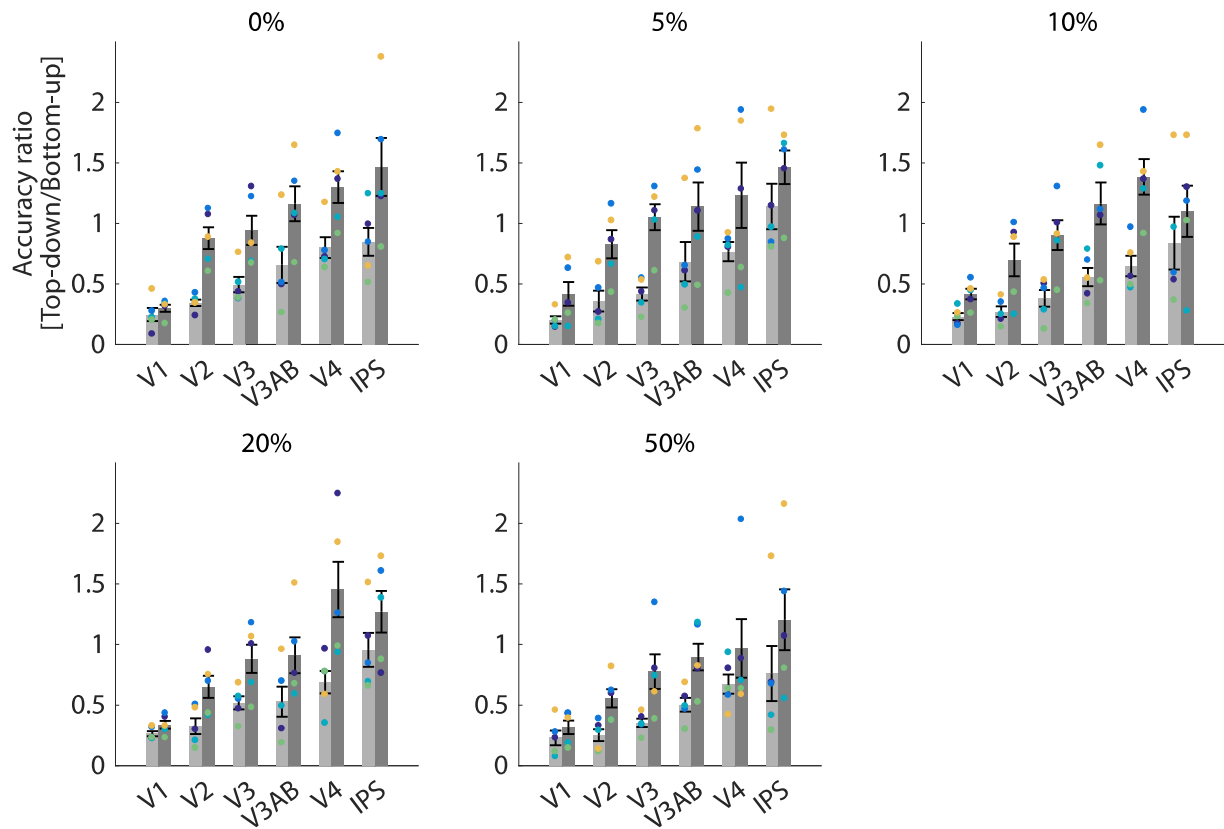 0%
5%
10%
Accuracy ratio
[Top-down/Bottom-up]
2
1.5
1
0.5
0
V1
V2
V3
V3AB
V4
IPS
2
1.5
1
0.5
0
V1
V2
V3
V3AB
V4
IPS
2
1.5
1
0.5
0
V1
V2
V3
V3AB
V4
IPS
20%
50%
2
1.5
1
0.5
0
V1
V2
V3
V3AB
V4
IPS
2
1.5
1
0.5
0
V1
V2
V3
V3AB
V4
IPS